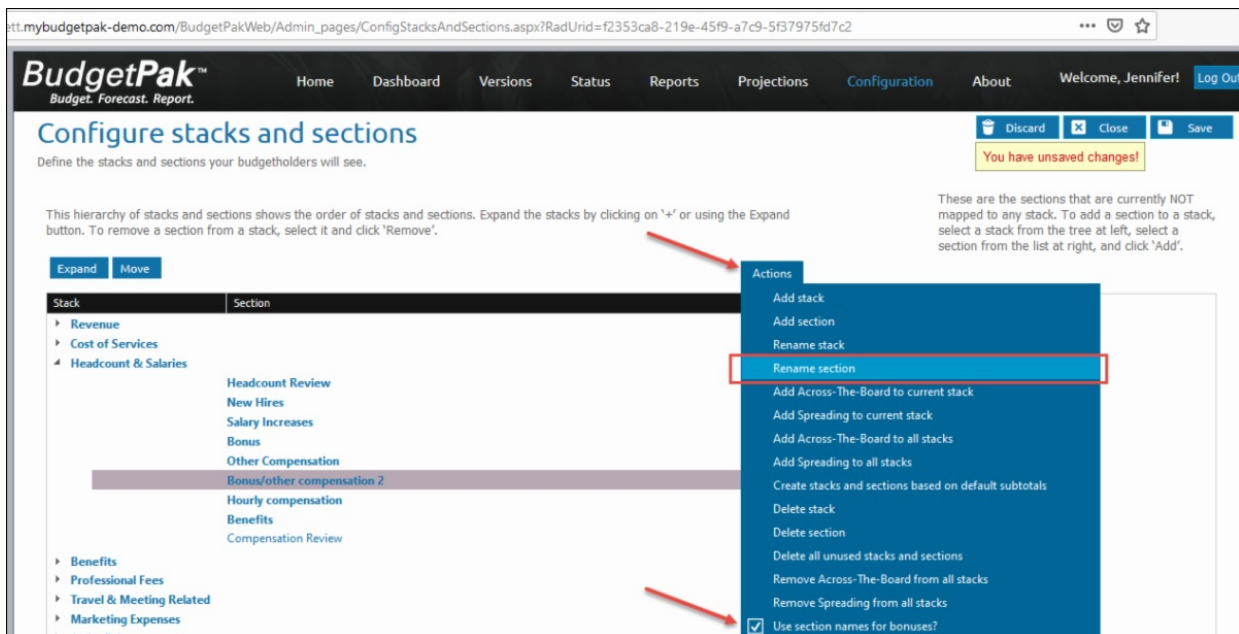 ett.mybudgetpak-demo.com/BudgetPakWeb/Admin_pages/ConfigStacksAndSections.aspx?RadUrid=f2353ca8-219e-45f9-a7c9-5f37975fd7c2
BudgetPak™
Budget. Forecast. Report.
Home Dashboard Versions Status Reports Projections Configuration About Welcome, Jennifer! Log Out
Configure stacks and sections
Discard Close Save
Define the stacks and sections your budgetholders will see.
You have unsaved changes!
This hierarchy of stacks and sections shows the order of stacks and sections. Expand the stacks by clicking on '+' or using the Expand
button. To remove a section from a stack, select it and click 'Remove'.
These are the sections that are currently NOT
mapped to any stack. To add a section to a stack,
select a stack from the tree at left, select a
section from the list at right, and click 'Add'.
Expand Move
Actions
Stack Section
Revenue
Cost of Services
Headcount & Salaries
Headcount Review
New Hires
Salary Increases
Bonus
Other Compensation
Bonus/other compensation 2
Hourly compensation
Benefits
Compensation Review
Benefits
Professional Fees
Travel & Meeting Related
Marketing Expenses
Add stack
Add section
Rename stack
Rename section
Add Across-The-Board to current stack
Add Spreading to current stack
Add Across-The-Board to all stacks
Add Spreading to all stacks
Create stacks and sections based on default subtotals
Delete stack
Delete section
Delete all unused stacks and sections
Remove Across-The-Board from all stacks
Remove Spreading from all stacks
Use section names for bonuses?